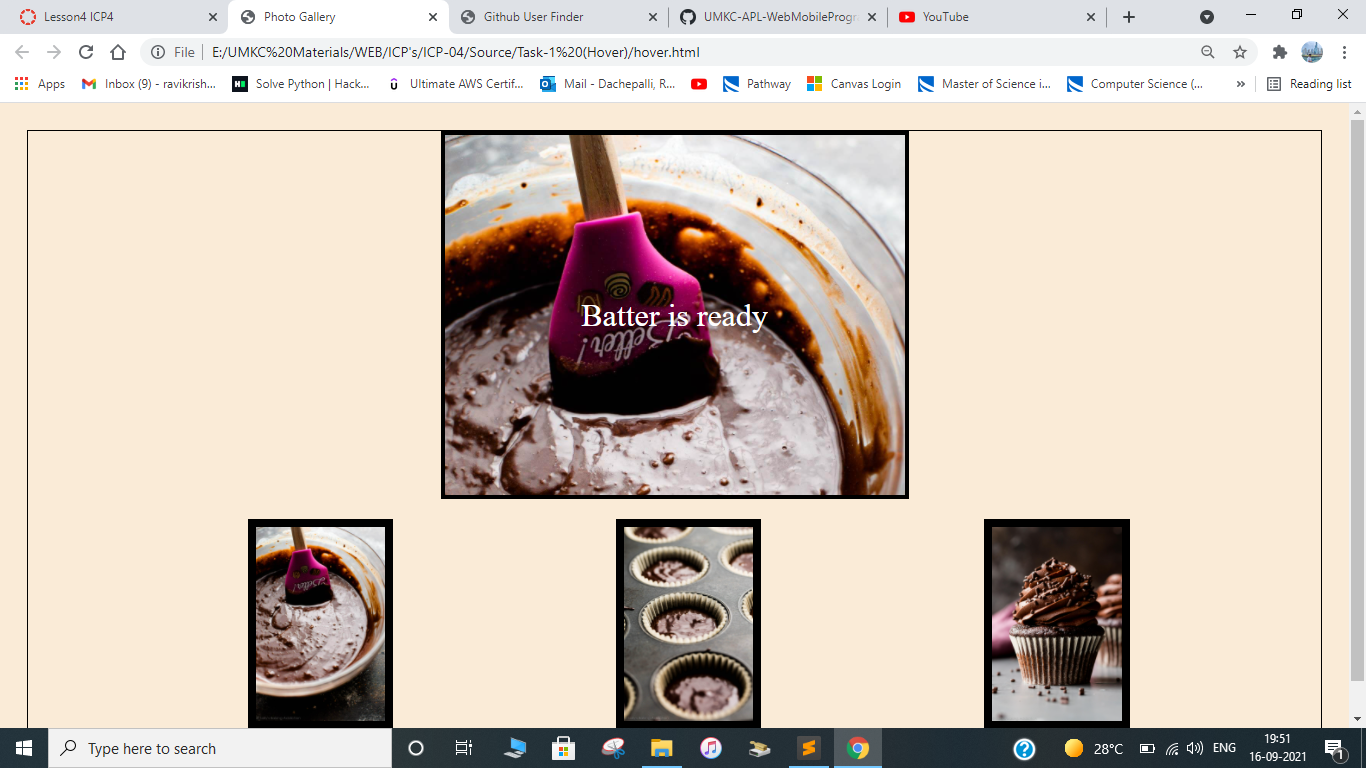 Lesson4 ICP4
Photo Gallery
Github User Finder
UMKC-APL-WebMobileProgr
YouTube
File
E:/UMKC%20Materials/WEB/ICP's/ICP-04/Source/Task-1%20(Hover)/hover.html
Apps
Inbox (9) - ravikrish...
Solve Python | Hack...
Ultimate AWS Certif...
Mail - Dachepalli, R...
Pathway
Canvas Login
Master of Science i...
Computer Science (...
»
Reading list
Batter is ready
Better!
Type here to search
28°C
ENG
19:51
16-09-2021
1